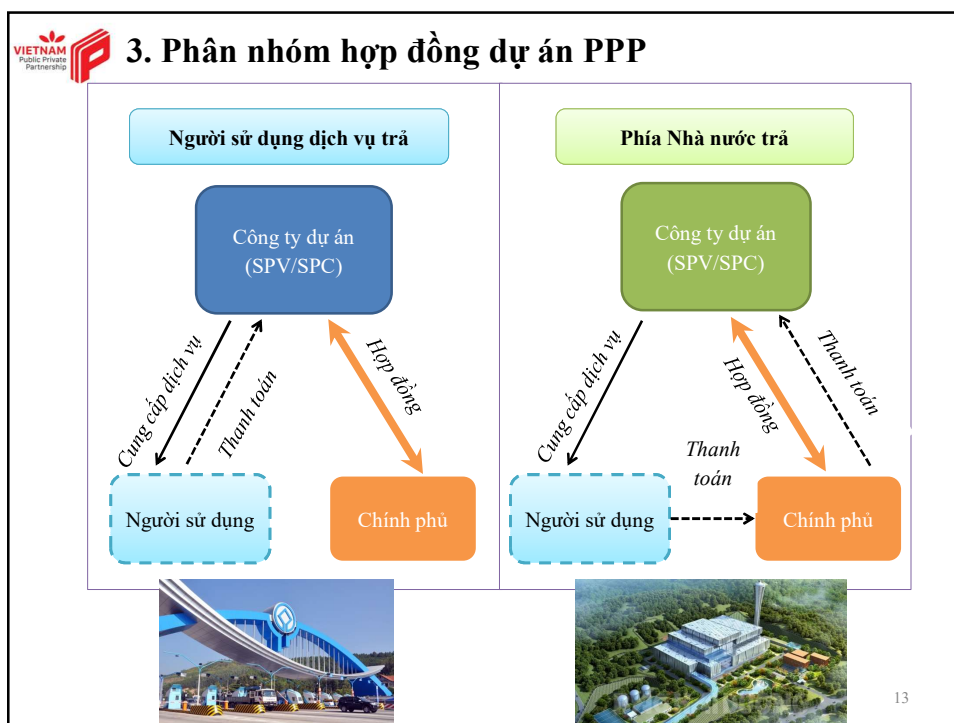 VIETNAM
Public Private
Partnership
3. Phân nhóm hợp đồng dự án PPP
Người sử dụng dịch vụ trả
Công ty dự án
(SPV/SPC)
Cung cấp dịch vụ
Thanh toán
Hợp đồng
Người sử dụng
Chính phủ
Phía Nhà nước trả
Công ty dự án
(SPV/SPC)
Cung cấp dịch vụ
Hợp đồng
Thanh toán
Thanh
toán
Người sử dụng
Chính phủ
13